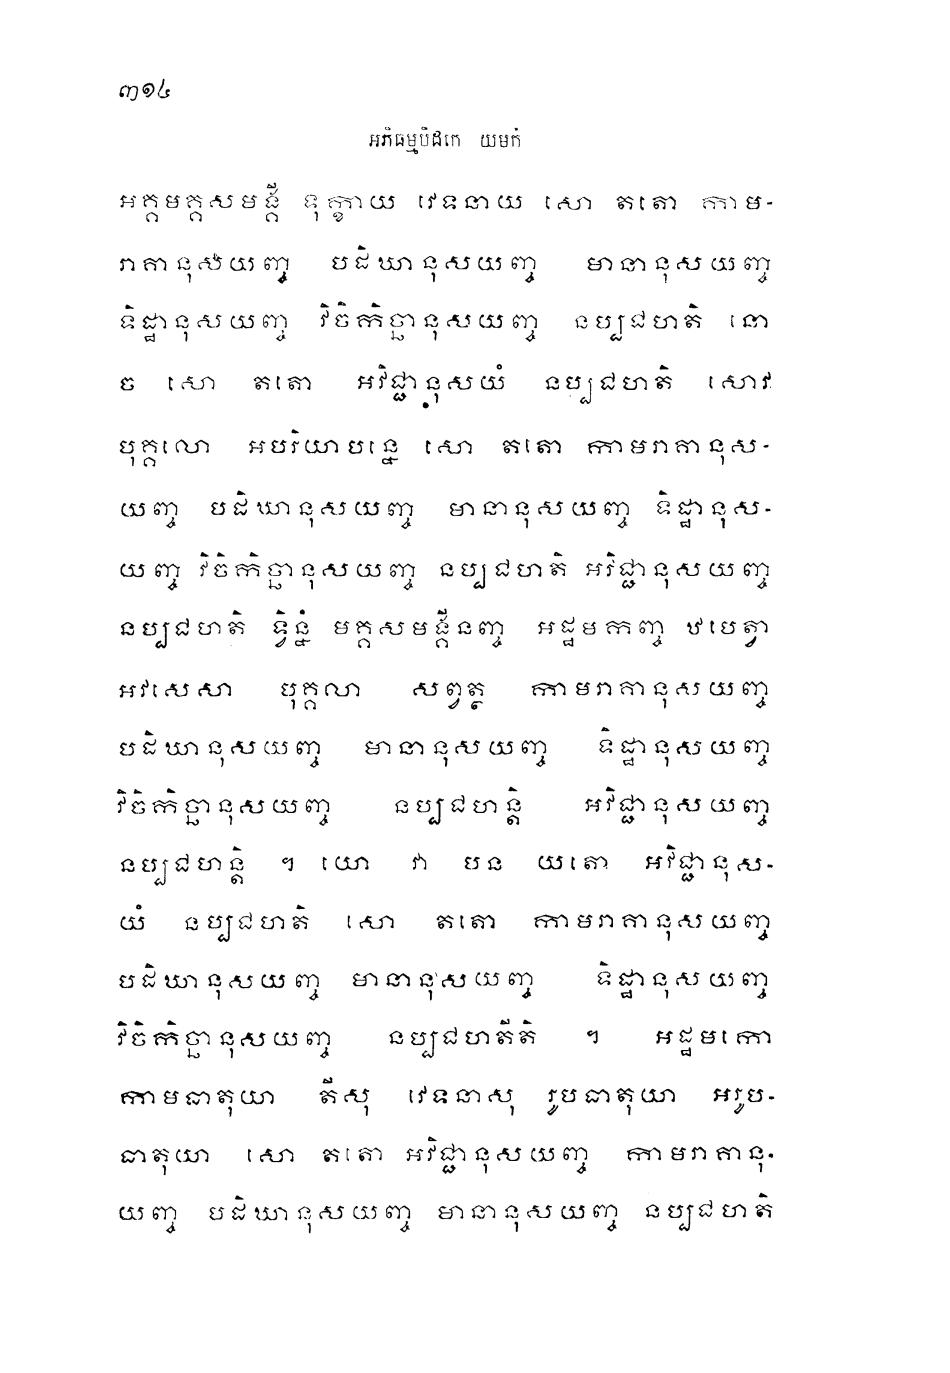 ៣១៤
អភិធម្មបិដកេ យមកំ
អគ្គមគ្គសមង្គី ទុក្ខាយ វេទនាយ សោ តតោ កាម-
រាគានុសយញ្ច បដិឃានុសយញ្ច មានានុសយញ្ច
ទិដ្ឋានុសយញ្ច វិចិកិច្ឆានុសយញ្ច នប្បជហតិ នោ
ច សោ តតោ អវិជ្ជានុសយំ នប្បជហតិ សោវ
បុគ្គលោ អបរិយាបន្នេ សោ តតោ កាមរាគានុស-
យញ្ច បដិឃានុសយញ្ច មានានុសយញ្ច ទិដ្ឋានុស-
យញ្ច វិចិកិច្ឆានុសយញ្ច នប្បជហតិ អវិជ្ជានុសយញ្ច
នប្បជហតិ ទ្វិន្នំ មគ្គសមង្គីនញ្ច អដ្ឋមកញ្ច ឋបេត្វា
អវសេសា បុគ្គលា សព្វត្ថ កាមរាគានុសយញ្ច
បដិឃានុសយញ្ច មានានុសយញ្ច ទិដ្ឋានុសយញ្ច
វិចិកិច្ឆានុសយញ្ច នប្បជហន្តិ អវិជ្ជានុសយញ្ច
នប្បជហន្តិ ។ យោ វា បន យតោ អវិជ្ជានុស-
យំ នប្បជហតិ សោ តតោ កាមរាគានុសយញ្ច
បដិឃានុសយញ្ច មានានុសយញ្ច ទិដ្ឋានុសយញ្ច
វិចិកិច្ឆានុសយញ្ច នប្បជហតីតិ ។ អដ្ឋមកោ
កាមធាតុយា តីសុ វេទនាសុ រូបធាតុយា អរូប-
ធាតុយា សោ តតោ អវិជ្ជានុសយញ្ច កាមរាគានុ-
យញ្ច បដិឃានុសយញ្ច មានានុសយញ្ច នប្បជហតិ